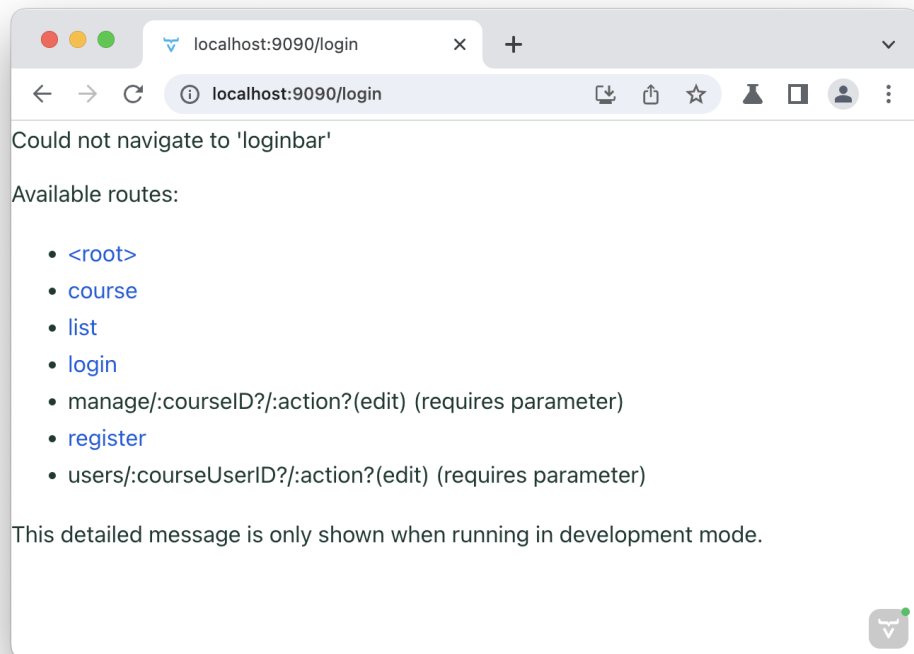 localhost:9090/login
localhost:9090/login
Could not navigate to 'loginbar'
Available routes:
<root>
course
list
login
manage/:courseID?/:action?(edit) (requires parameter)
register
users/:courseUserID?/:action?(edit) (requires parameter)
This detailed message is only shown when running in development mode.